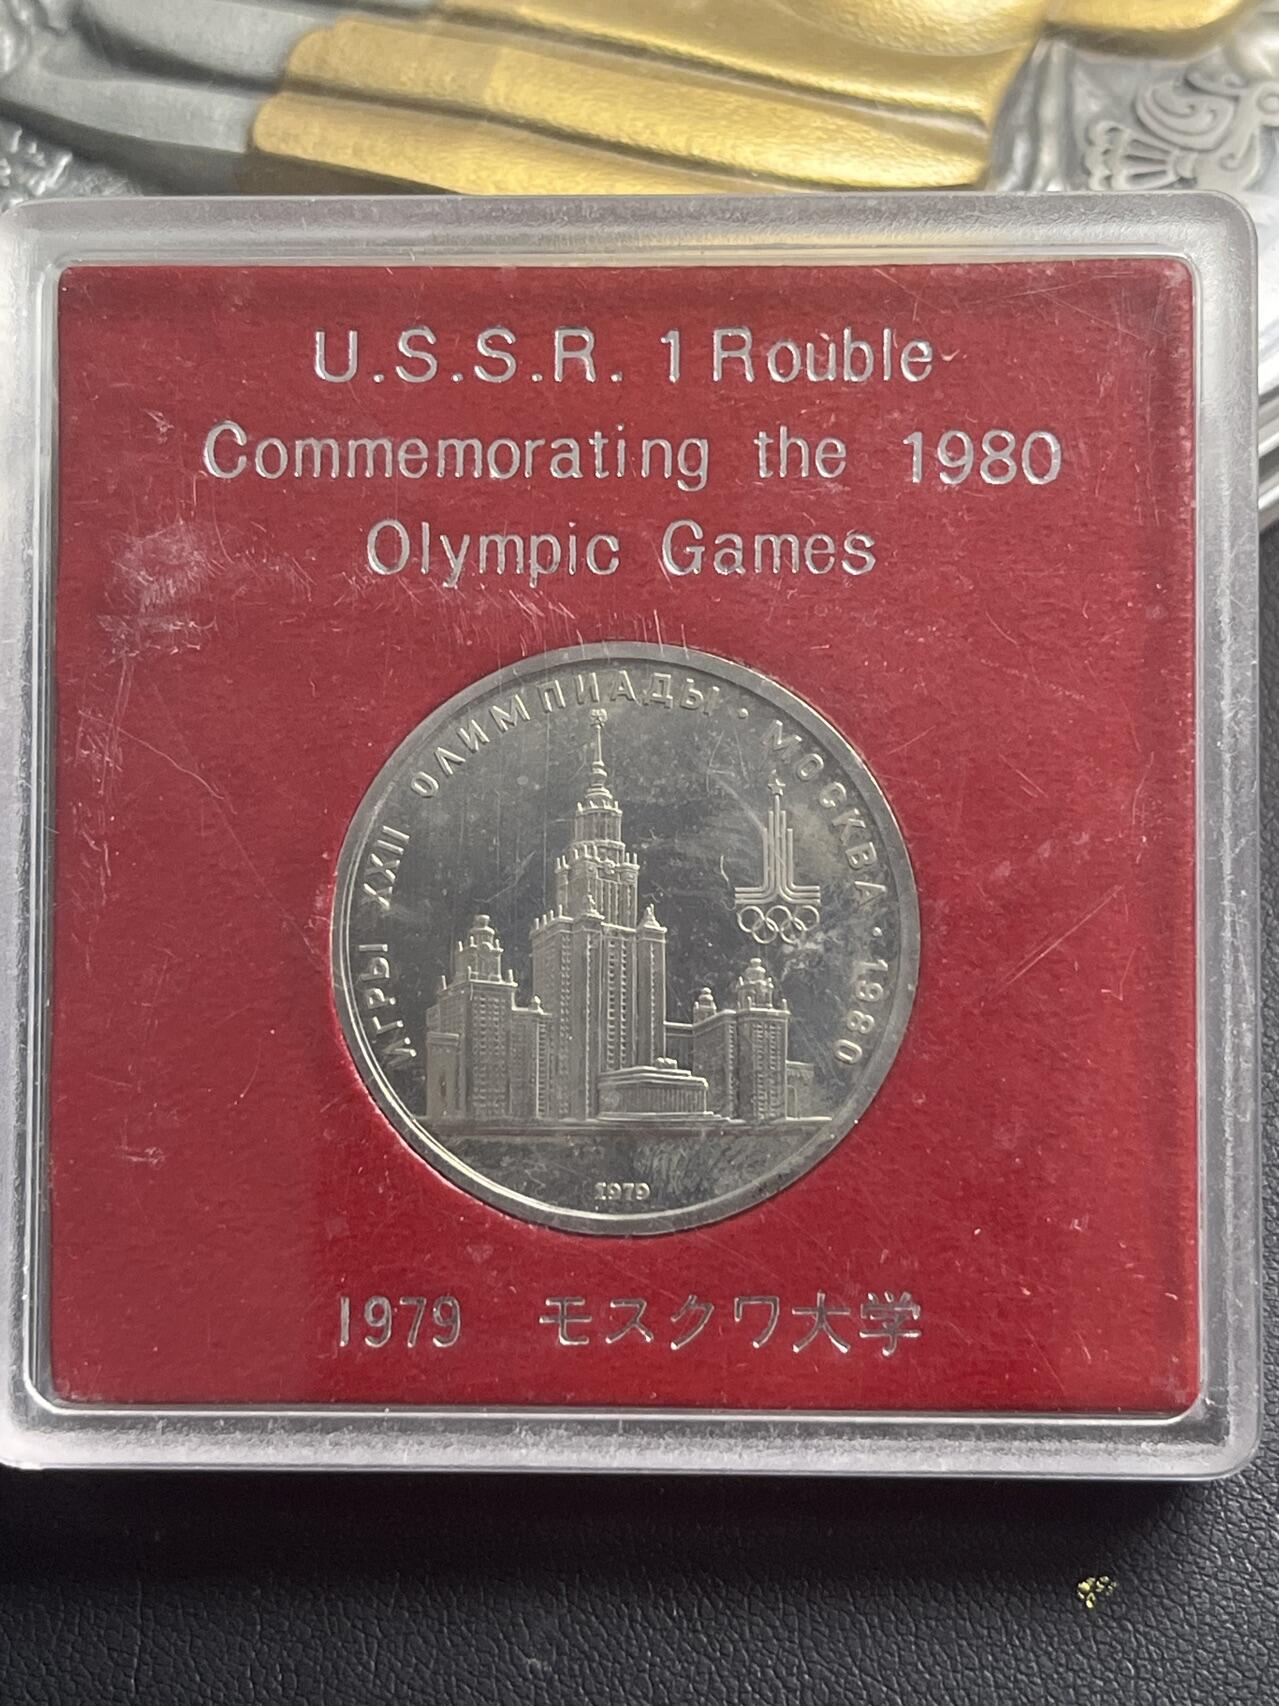 U.S.S.R. 1 Rouble
Commemorating the 1980
Olympic Games
ИГРЫ XXII ОЛИМПИАДЫ · МОСКВА · 1980
1979
1979 モスクワ大学